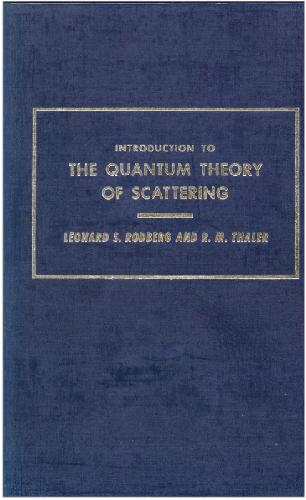 INTRODUCTION TO
THE QUANTUM THEORY
OF SCATTERING
LEONARD S. RODBERG AND R. M. THALER